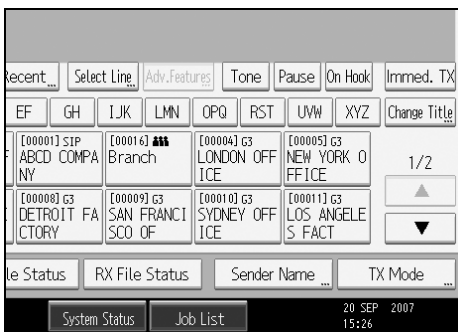 Recent Select Line Adv.Features Tone Pause On Hook Immed. TX
EF GH IJK LMN OPQ RST UVW XYZ Change Title
[00001] SIP [00016] [00004] G3 [00005] G3
ABCD COMPA Branch LONDON OFF NEW YORK O
NY ICE FFICE 1/2
[00008] G3 [00009] G3 [00010] G3 [00011] G3
DETROIT FA SAN FRANCI SYDNEY OFF LOS ANGELE
CTORY SCO OF ICE S FACT
le Status RX File Status Sender Name TX Mode
System Status Job List 20 SEP 2007
15:26